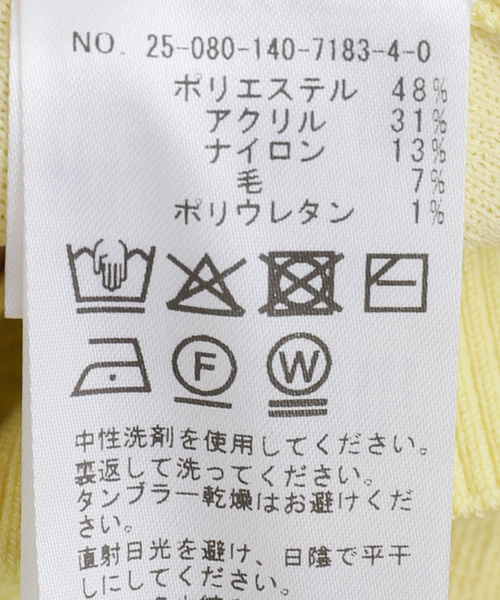 NO. 25-080-140-7183-4-0
ポリエステル 48%
アクリル 31%
ナイロン 13%
毛 7%
ポリウレタン 1%
F W
中性洗剤を使用してください。
裏返して洗ってください。
タンブラー乾燥はお避けくだ
さい。
直射日光を避け、日陰で平干
しにしてください。